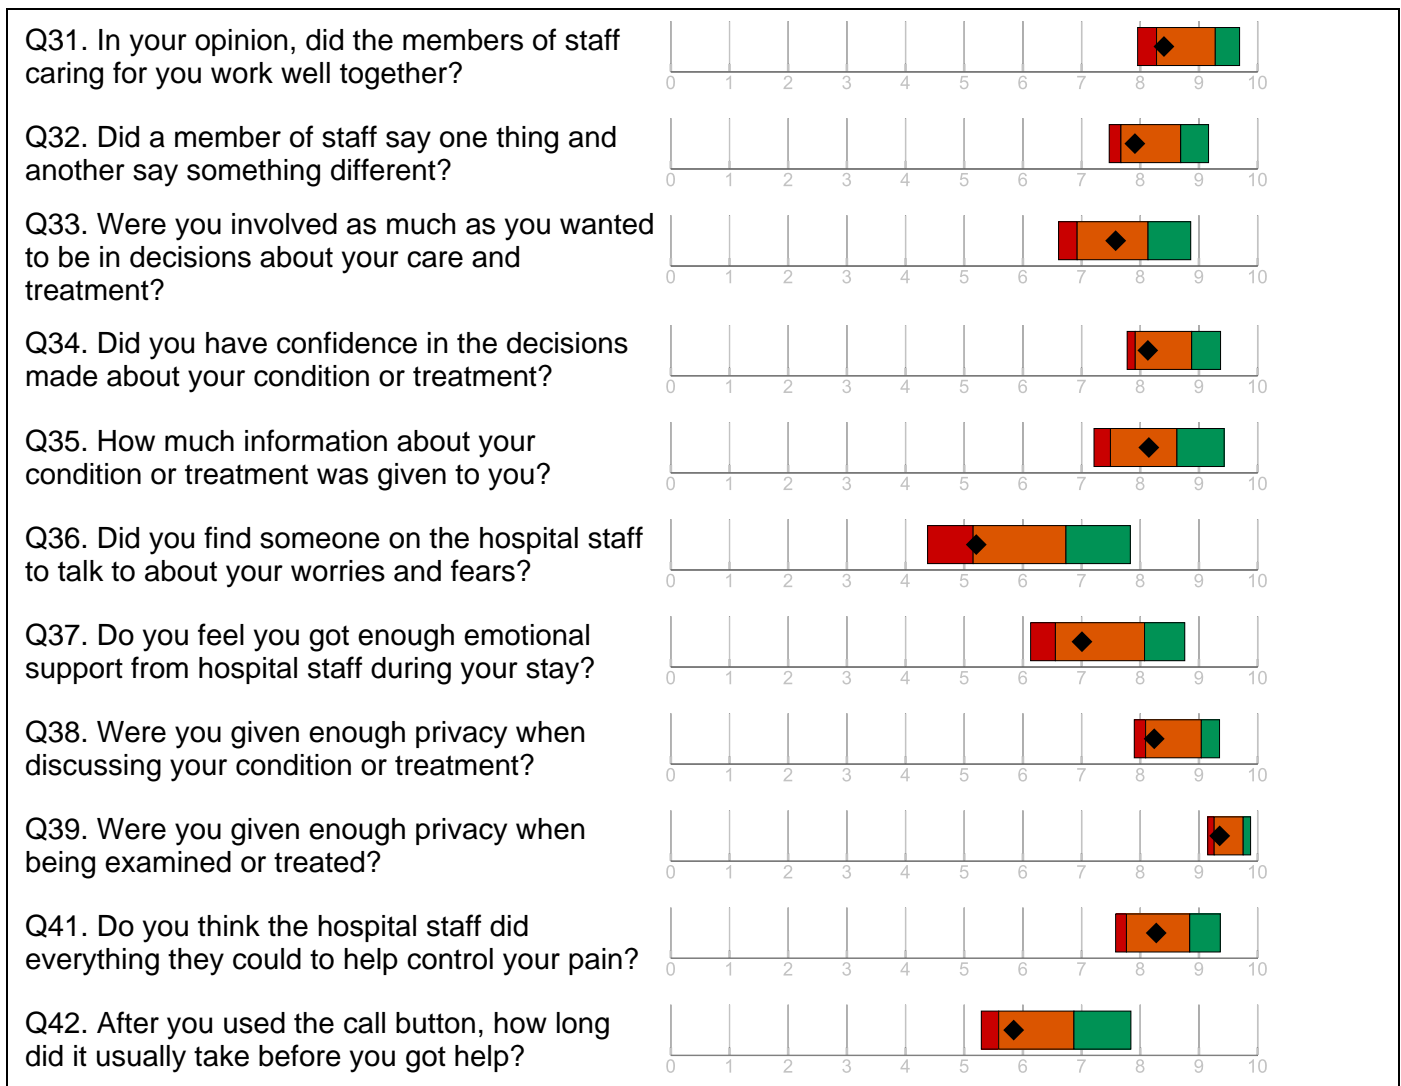 Q31. In your opinion, did the members of staff
caring for you work well together?
0 1 2 3 4 5 6 7 8 9 10
Q32. Did a member of staff say one thing and
another say something different?
0 1 2 3 4 5 6 7 8 9 10
Q33. Were you involved as much as you wanted
to be in decisions about your care and
treatment?
0 1 2 3 4 5 6 7 8 9 10
Q34. Did you have confidence in the decisions
made about your condition or treatment?
0 1 2 3 4 5 6 7 8 9 10
Q35. How much information about your
condition or treatment was given to you?
0 1 2 3 4 5 6 7 8 9 10
Q36. Did you find someone on the hospital staff
to talk to about your worries and fears?
0 1 2 3 4 5 6 7 8 9 10
Q37. Do you feel you got enough emotional
support from hospital staff during your stay?
0 1 2 3 4 5 6 7 8 9 10
Q38. Were you given enough privacy when
discussing your condition or treatment?
0 1 2 3 4 5 6 7 8 9 10
Q39. Were you given enough privacy when
being examined or treated?
0 1 2 3 4 5 6 7 8 9 10
Q41. Do you think the hospital staff did
everything they could to help control your pain?
0 1 2 3 4 5 6 7 8 9 10
Q42. After you used the call button, how long
did it usually take before you got help?
0 1 2 3 4 5 6 7 8 9 10